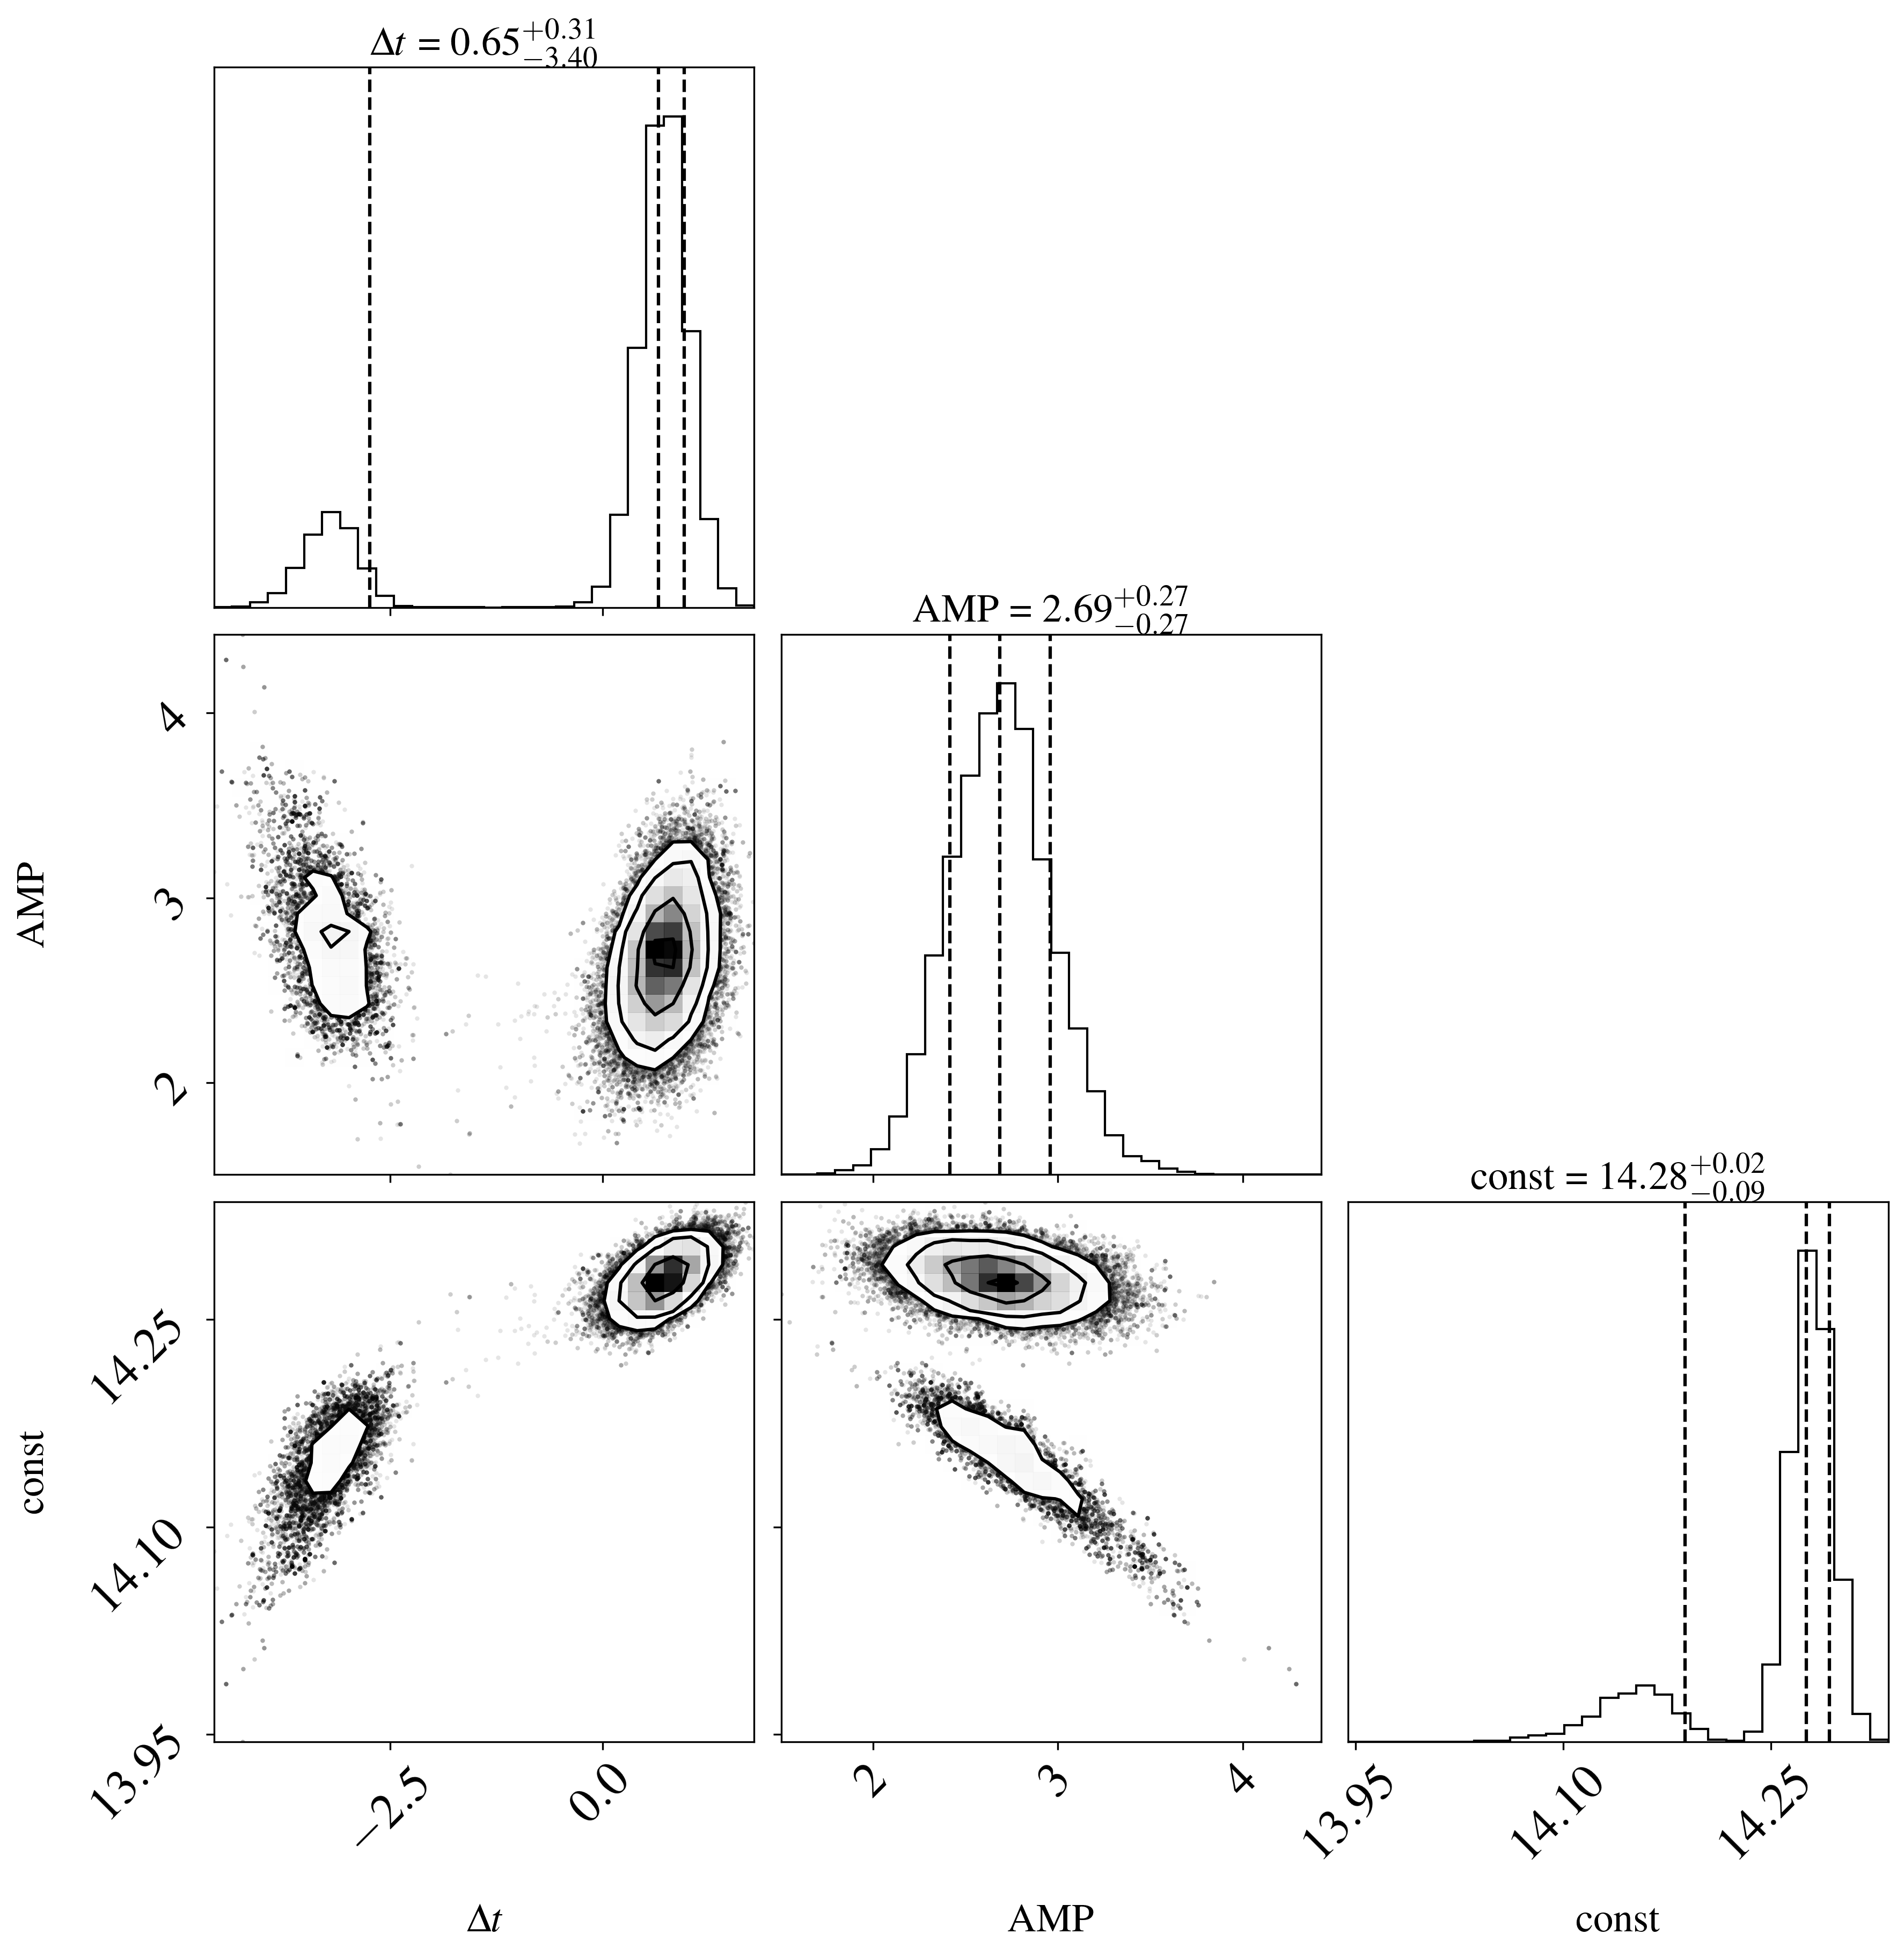 Δt = 0.65+0.31 −3.40
AMP = 2.69+0.27 −0.27
4
3
2
AMP
const = 14.28+0.02 −0.09
14.25
14.10
13.95
const
−2.5 0.0 2 3 4 13.95 14.10 14.25
Δt AMP const